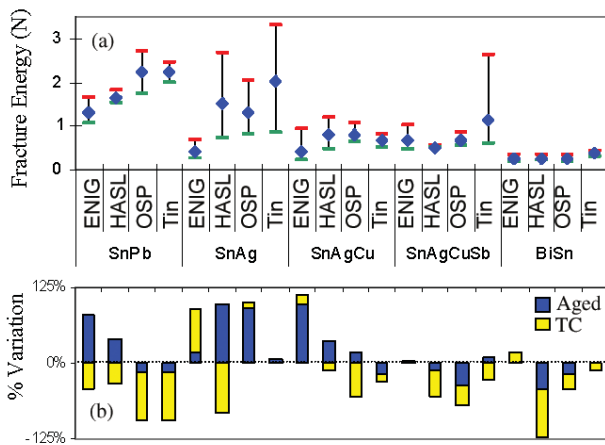 Fracture Energy (N)
(a)
3
2
1
0
ENIG HASL OSP Tin ENIG HASL OSP Tin ENIG HASL OSP Tin ENIG HASL OSP Tin ENIG HASL OSP Tin
SnPb SnAg SnAgCu SnAgCuSb BiSn
% Variation
125%
0%
-125%
Aged
TC
(b)